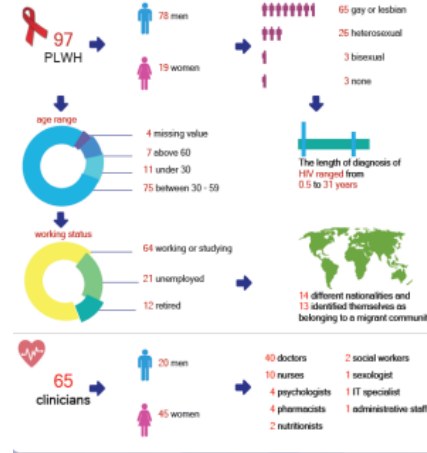 97
PLWH
78 men
19 women
65 gay or lesbian
26 heterosexual
3 bisexual
3 none
age range
4 missing value
7 above 60
11 under 30
75 between 30 - 59
The length of diagnosis of
HIV ranged from
0.5 to 31 years
working status
64 working or studying
21 unemployed
12 retired
14 different nationalities and
13 identified themselves as
belonging to a migrant communit
65
clinicians
20 men
45 women
40 doctors
10 nurses
4 psychologists
4 pharmacists
2 nutritionists
2 social workers
1 sexologist
1 IT specialist
1 administrative staff